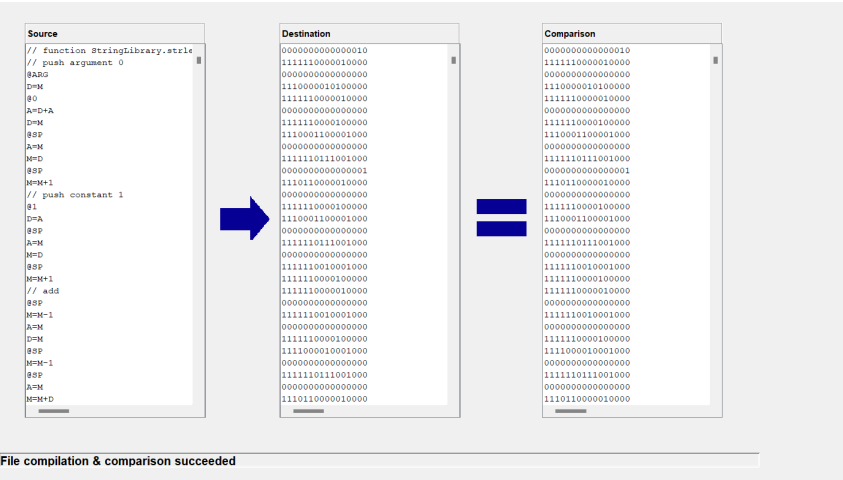 Source
// function StringLibrary.strle
// push argument 0
@ARG
D=M
@0
A=D+A
D=M
@SP
A=M
M=D
@SP
M=M+1
// push constant 1
@1
D=A
@SP
A=M
M=D
@SP
M=M+1
// add
@SP
M=M-1
A=M
D=M
@SP
M=M-1
@SP
A=M
M=M+D
Destination
0000000000000010
1111110000010000
0000000000000000
1110000010100000
1111110000010000
0000000000000000
1111110000100000
1110001100001000
0000000000000000
1111110111001000
0000000000000001
1110110000010000
0000000000000000
1111110000100000
1110001100001000
0000000000000000
1111110111001000
0000000000000000
1111110010001000
1111110000100000
1111110000010000
0000000000000000
1111110010001000
0000000000000000
1111110000100000
1111000010001000
0000000000000000
1111110111001000
0000000000000000
1110110000010000
Comparison
0000000000000010
1111110000010000
0000000000000000
1110000010100000
1111110000010000
0000000000000000
1111110000100000
1110001100001000
0000000000000000
1111110111001000
0000000000000001
1110110000010000
0000000000000000
1111110000100000
1110001100001000
0000000000000000
1111110111001000
0000000000000000
1111110010001000
1111110000100000
1111110000010000
0000000000000000
1111110010001000
0000000000000000
1111110000100000
1111000010001000
0000000000000000
1111110111001000
0000000000000000
1110110000010000
File compilation & comparison succeeded